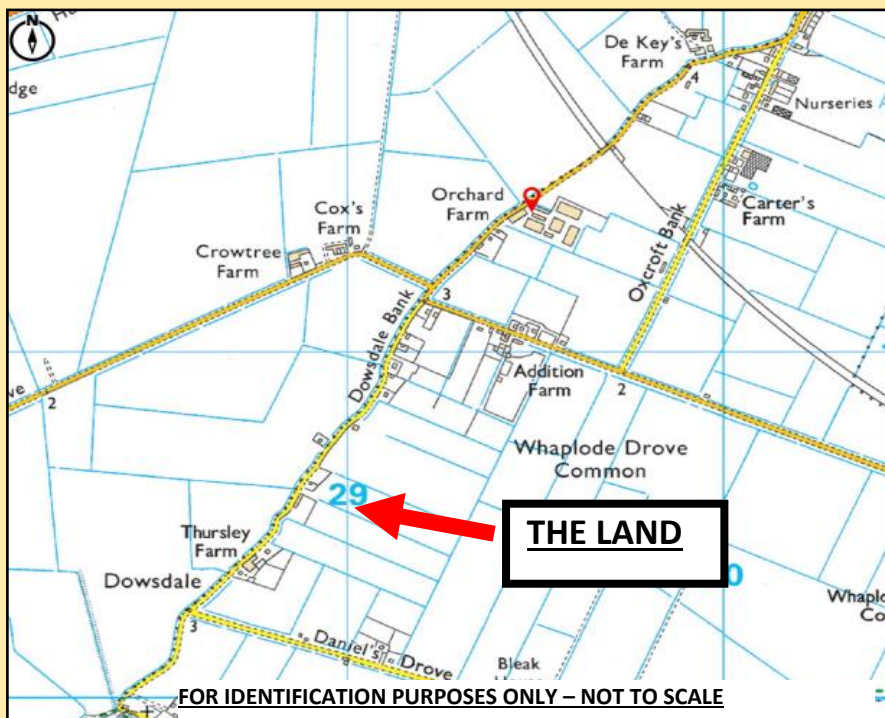 N
dge
De Key's
Farm
4
Nurseries
Orchard
Farm
Cox's
Farm
Carter's
Farm
Crowtree
Farm
Oxcroft Bank
3
Dowsdale Bank
2
Addition
Farm
2
Whaplode Drove
Common
29
THE LAND
Thursley
Farm
Dowsdale
0
Whaplo
Co
3
Daniel's Drove
Bleak
FOR IDENTIFICATION PURPOSES ONLY – NOT TO SCALE